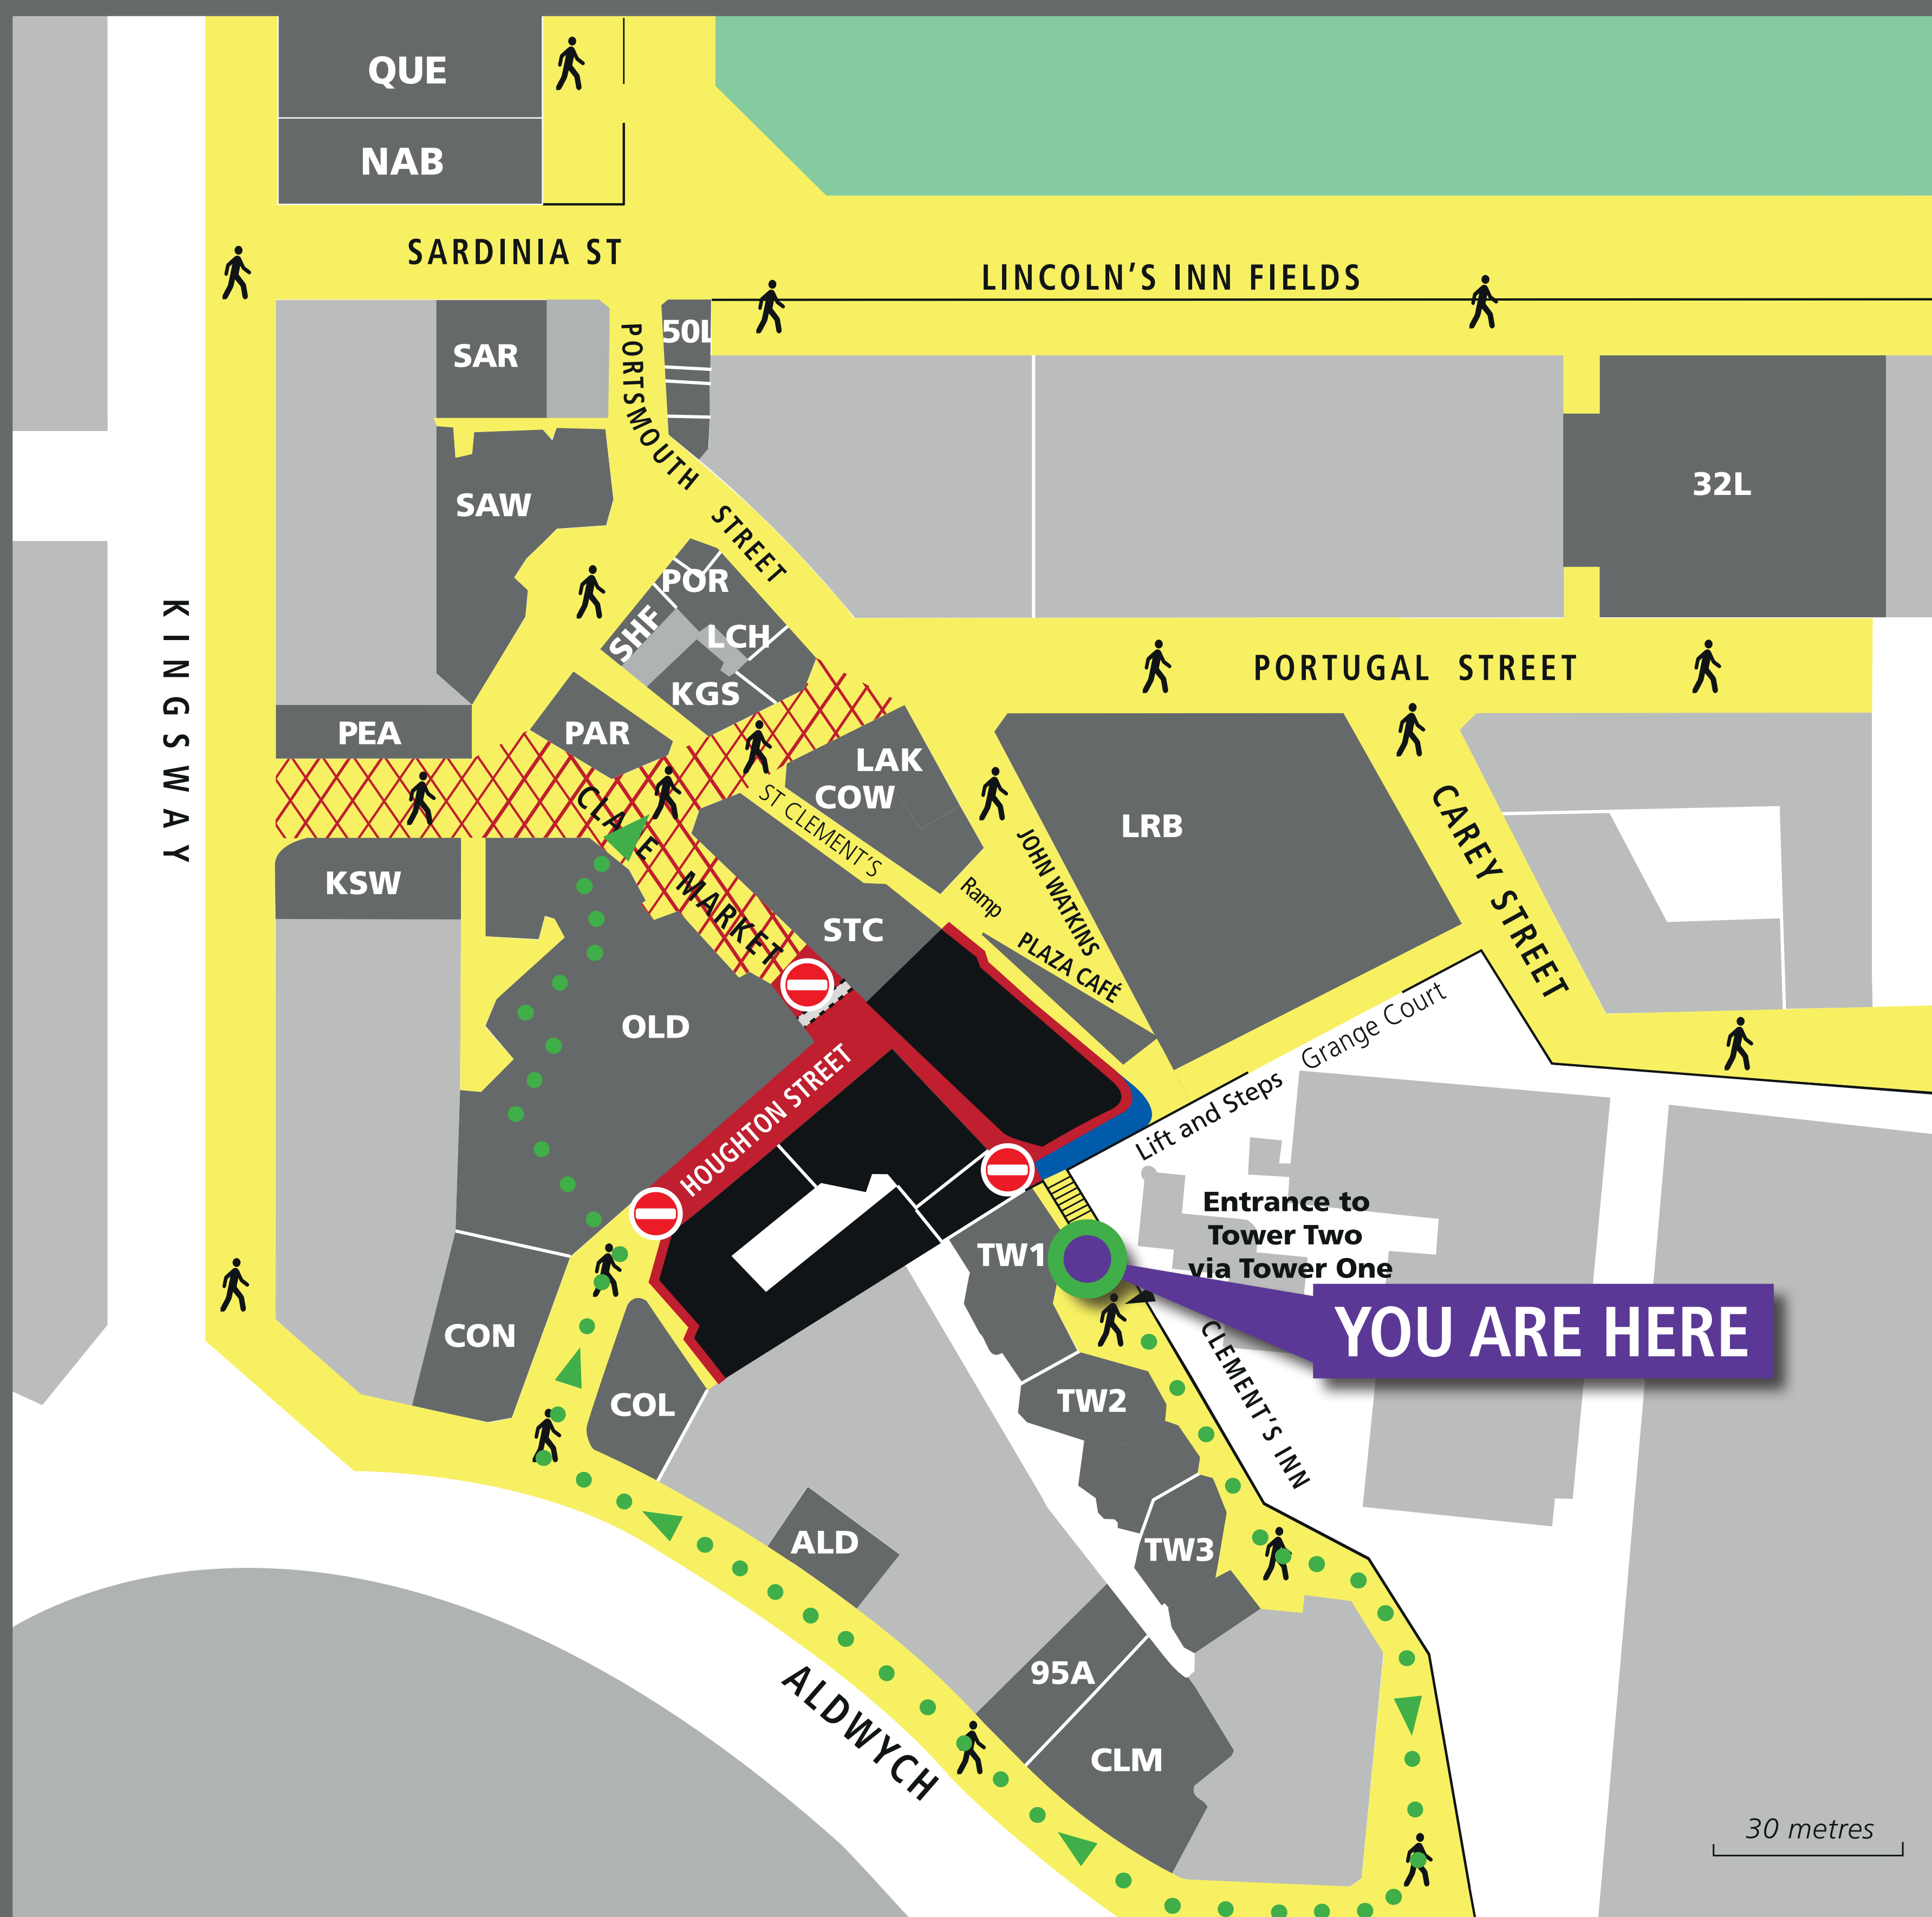 QUE
NAB
SARDINIA ST
LINCOLN'S INN FIELDS
SAR
50L
PORTSMOUTH STREET
32L
SAW
POR
SHF
LCH
KGS
PORTUGAL STREET
KINGSWAY
PEA
PAR
LAK
COW
ST CLEMENT'S
CLARE MARKET
LRB
JOHN WATKINS
PLAZA CAFÉ
Ramp
CAREY STREET
KSW
STC
OLD
HOUGHTON STREET
Grange Court
Lift and Steps
Entrance to
Tower Two
via Tower One
TW1
YOU ARE HERE
CLEMENT'S INN
CON
COL
TW2
ALD
TW3
95A
CLM
ALDWYCH
30 metres